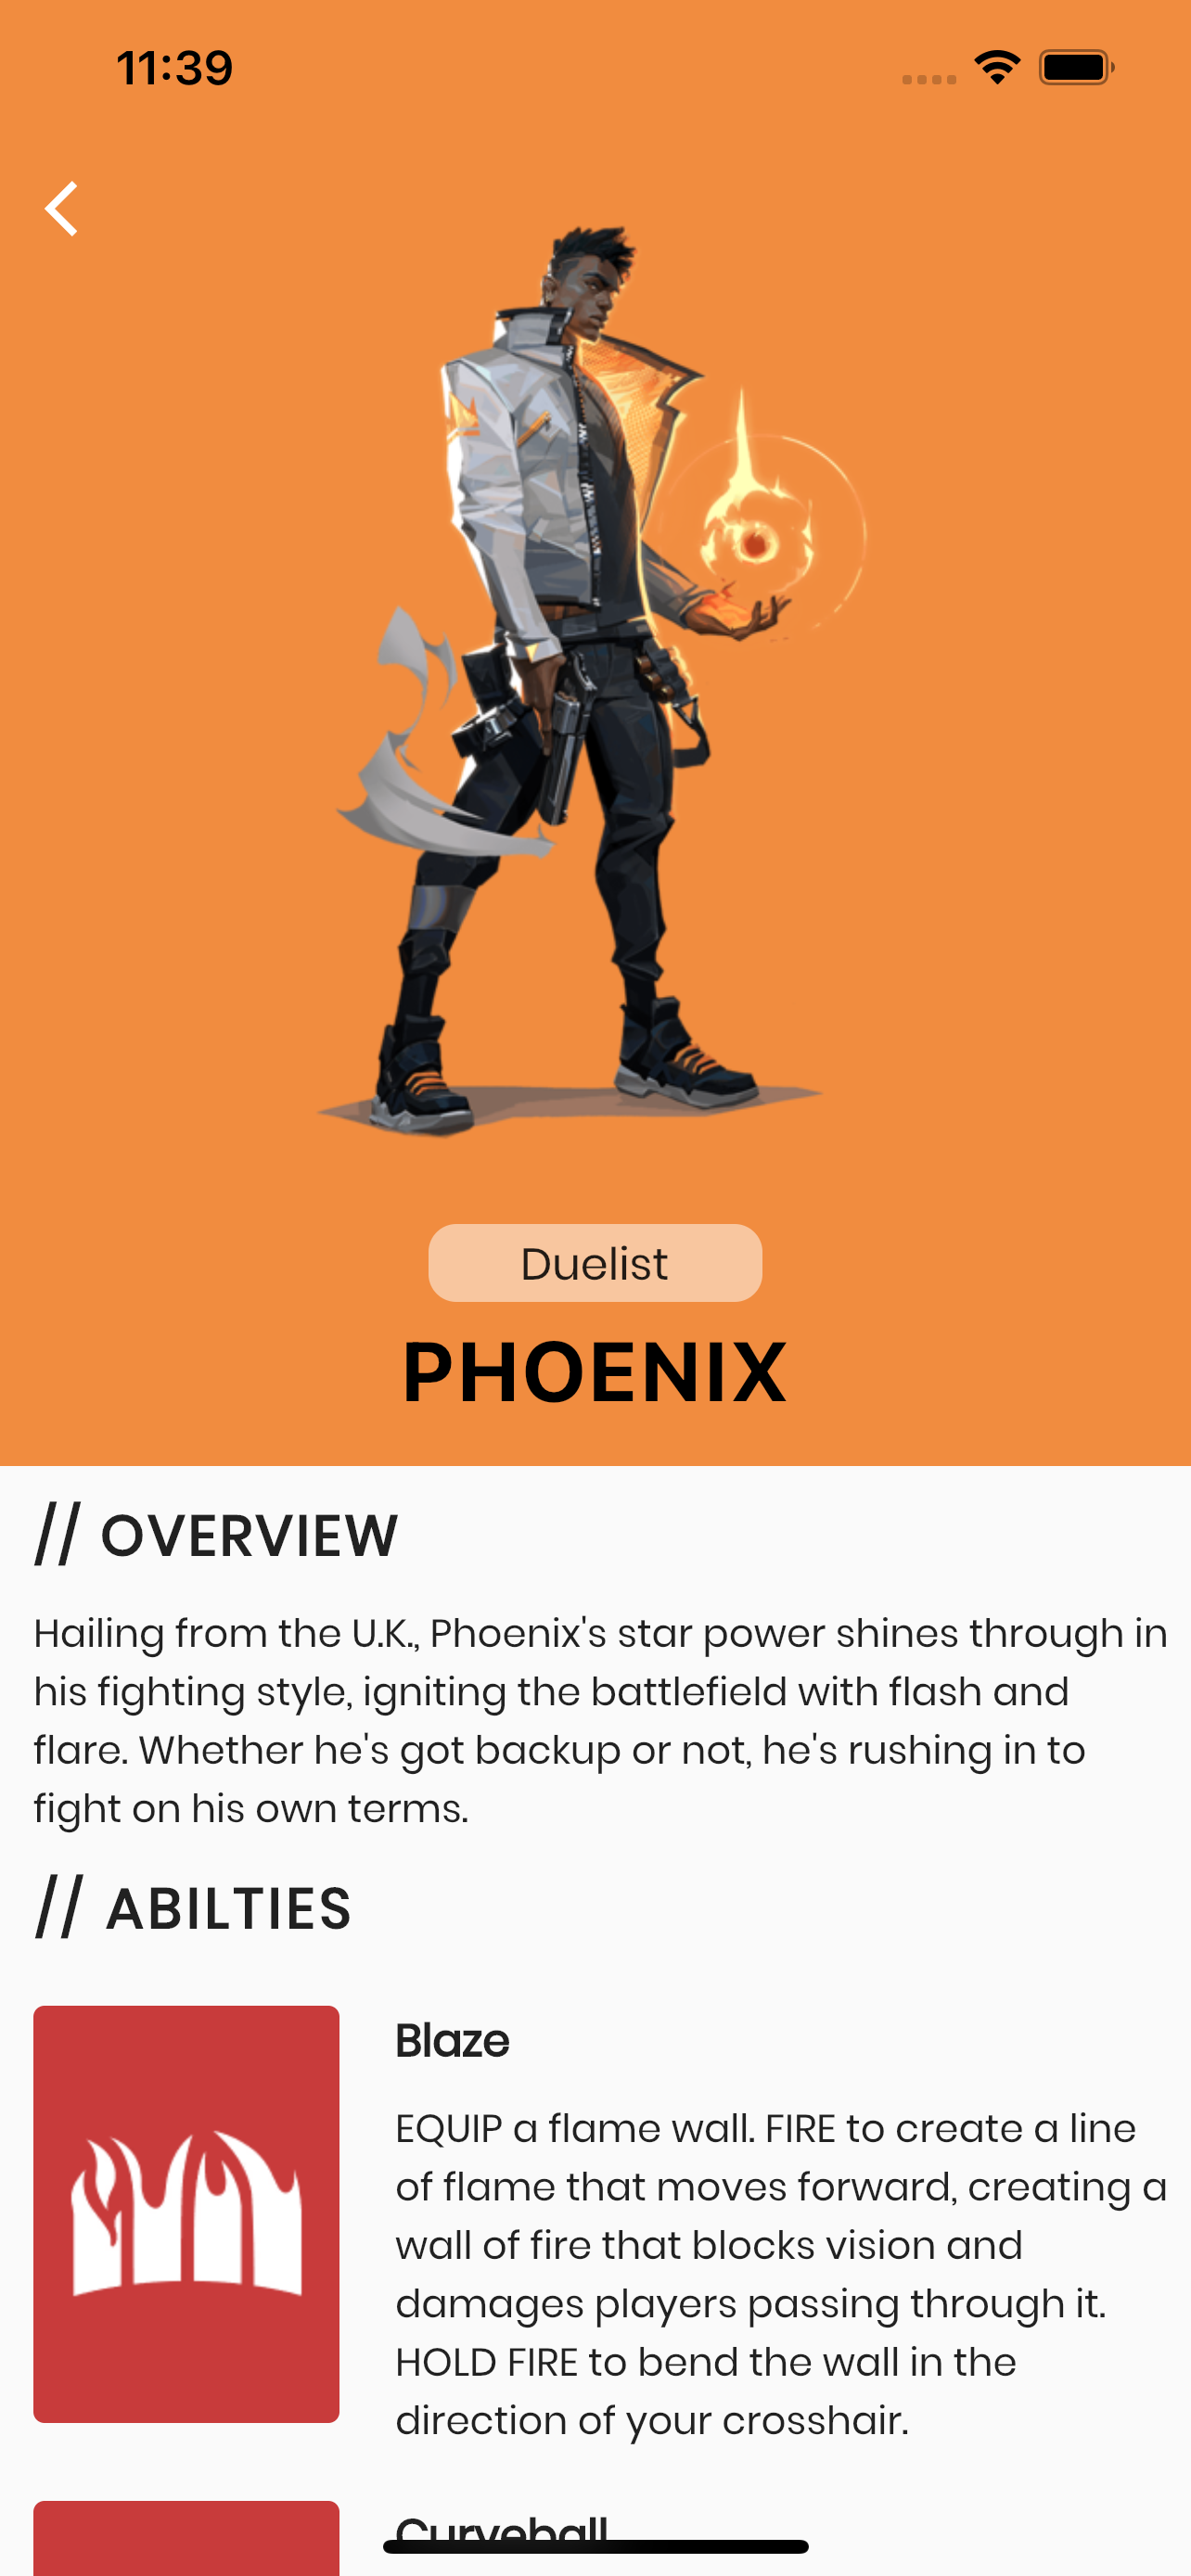 11:39
Duelist
PHOENIX
// OVERVIEW
Hailing from the U.K., Phoenix's star power shines through in
his fighting style, igniting the battlefield with flash and
flare. Whether he's got backup or not, he's rushing in to
fight on his own terms.
// ABILTIES
Blaze
EQUIP a flame wall. FIRE to create a line
of flame that moves forward, creating a
wall of fire that blocks vision and
damages players passing through it.
HOLD FIRE to bend the wall in the
direction of your crosshair.
Curveball